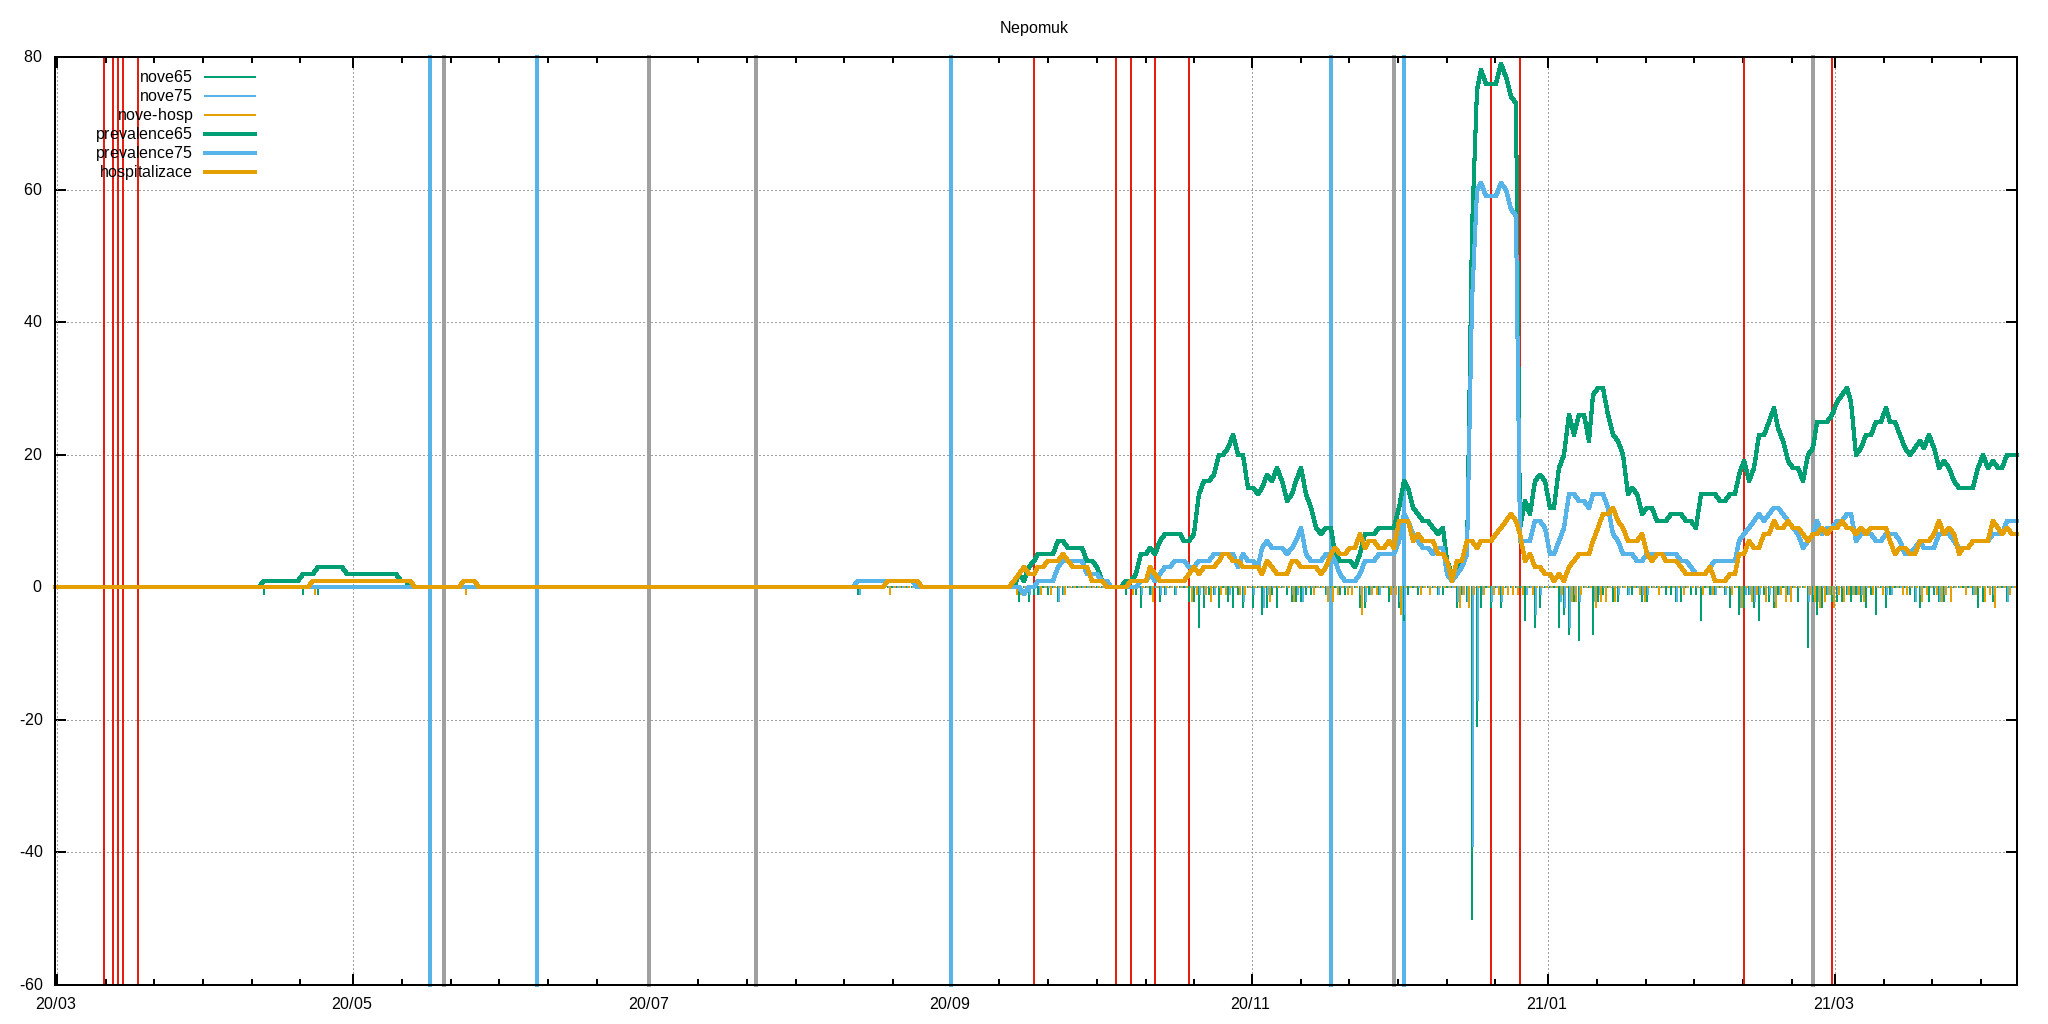 Nepomuk
80
nove65
nove75
nove-hosp
prevalence65
prevalence75
hospitalizace
60
40
20
0
-20
-40
-60
20/03 20/05 20/07 20/09 20/11 21/01 21/03